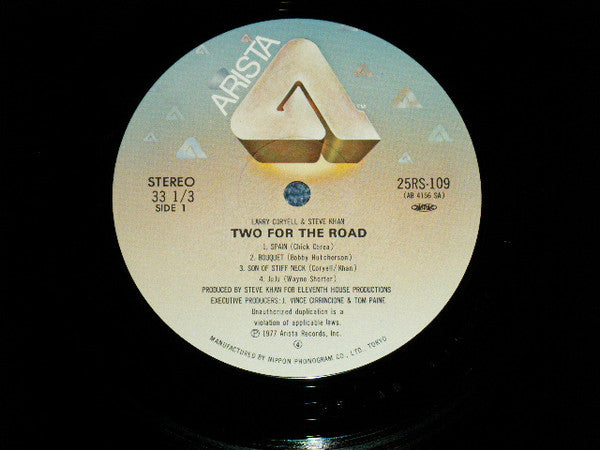 ARISTA
TM
STEREO
33 1/3
SIDE 1
25RS-109
(AB 4156 SA)
LARRY CORYELL & STEVE KHAN
TWO FOR THE ROAD
1. SPAIN (Chick Corea)
2. BOUQUET (Bobby Hutcherson)
3. SON OF STIFF NECK (Coryell/Khan)
4. JuJu (Wayne Shorter)
PRODUCED BY STEVE KHAN FOR ELEVENTH HOUSE PRODUCTIONS
EXECUTIVE PRODUCERS: J. VINCE CIRRINCIONE & TOM PAINE
Unauthorized duplication is a
violation of applicable laws.
Ⓟ 1977 Arista Records, Inc.
④
MANUFACTURED BY NIPPON PHONOGRAM CO., LTD., TOKYO